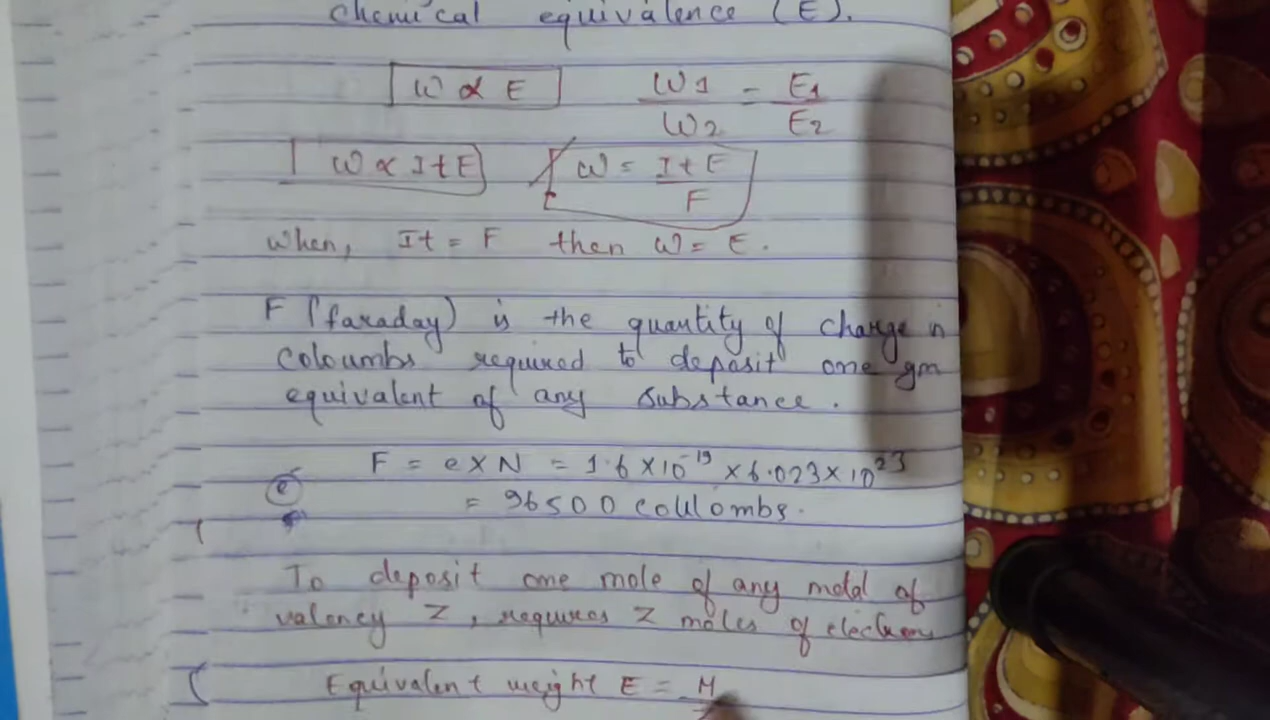 chemical equivalence (E).
W ∝ E   W1/W2 = E1/E2
W ∝ ItE   W = ItE/F
When, It = F then W = E.
F (faraday) is the quantity of charge in
coloumbs required to deposit one gm
equivalent of any substance.
F = e × N = 1.6 × 10^-19 × 6.023 × 10^23
= 96500 coulombs.
To deposit one mole of any metal of
valency Z, requires Z moles of electron
Equivalent weight E = M